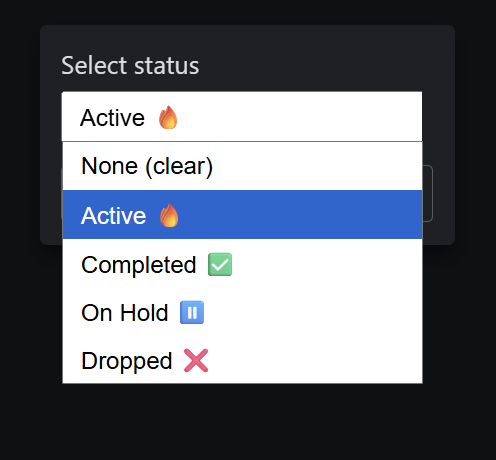 Select status
Active 🔥
None (clear)
Active 🔥
Completed ✅
On Hold ⏸️
Dropped ❌